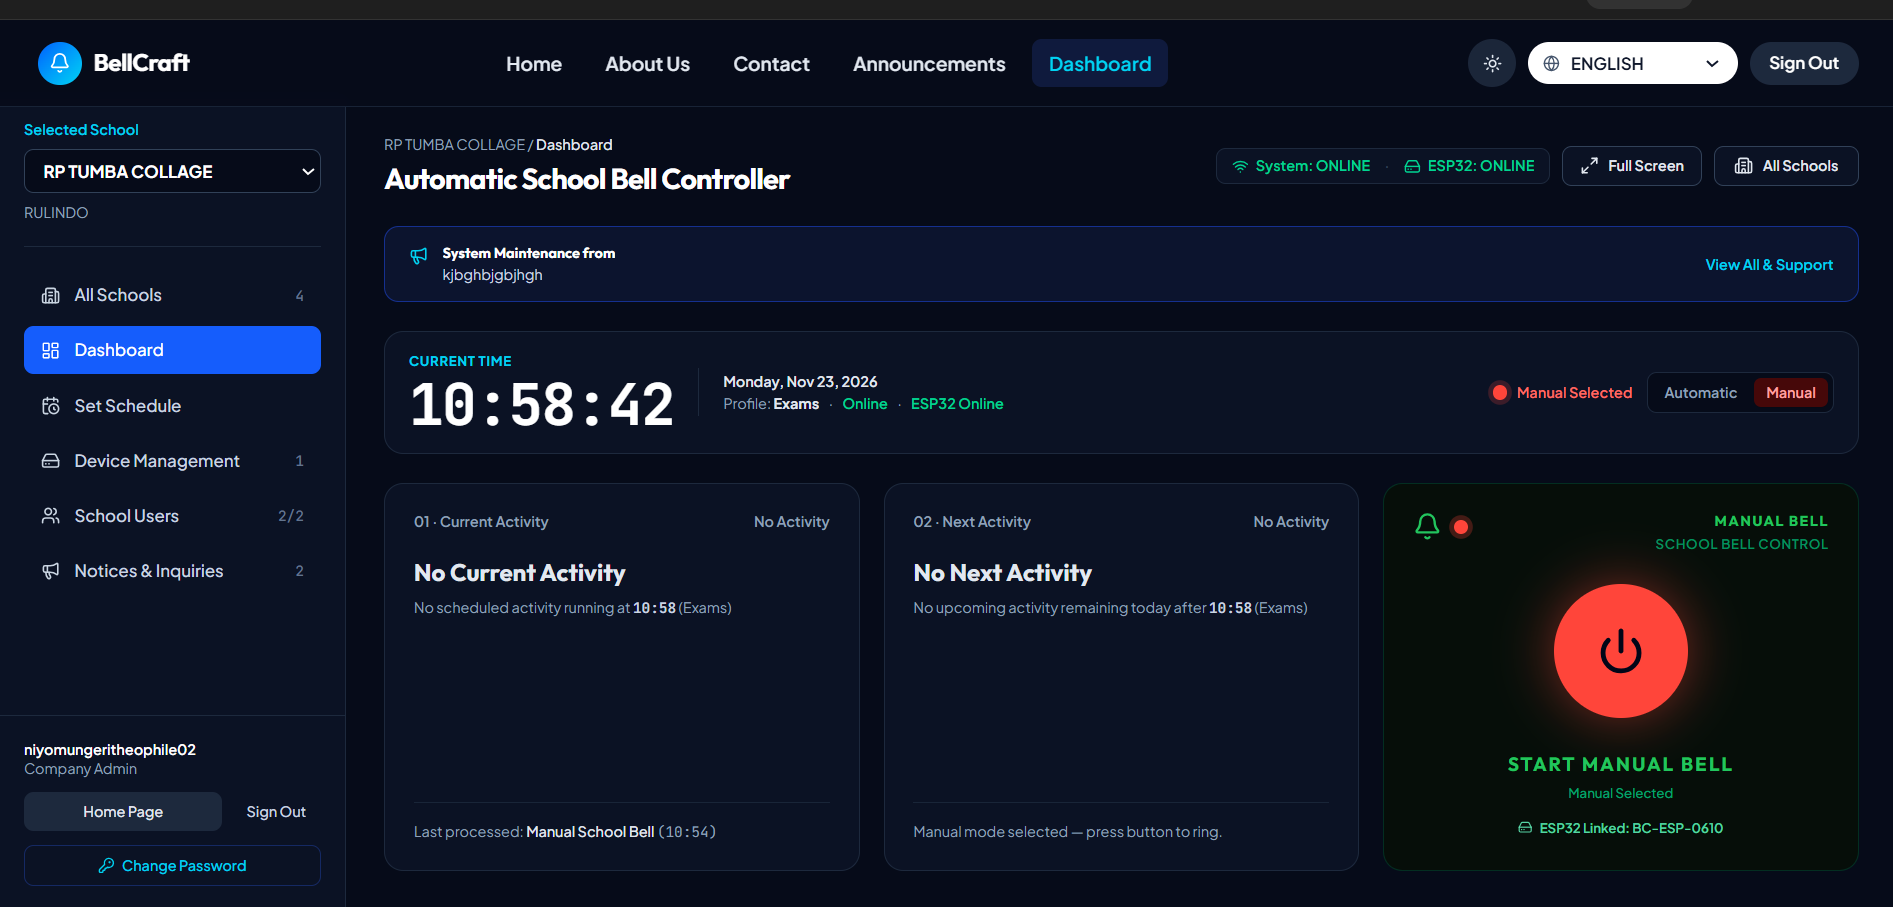 BellCraft
Home
About Us
Contact
Announcements
Dashboard
ENGLISH
Sign Out
Selected School
RP TUMBA COLLAGE
RULINDO
All Schools 4
Dashboard
Set Schedule
Device Management 1
School Users 2/2
Notices & Inquiries 2
niyomungeritheophile02
Company Admin
Home Page
Sign Out
Change Password
RP TUMBA COLLAGE / Dashboard
Automatic School Bell Controller
System: ONLINE · ESP32: ONLINE
Full Screen
All Schools
System Maintenance from
kjbghbjgbjhgh
View All & Support
CURRENT TIME
10:58:42
Monday, Nov 23, 2026
Profile: Exams · Online · ESP32 Online
Manual Selected
Automatic
Manual
01 · Current Activity
No Activity
No Current Activity
No scheduled activity running at 10:58 (Exams)
Last processed: Manual School Bell (10:54)
02 · Next Activity
No Activity
No Next Activity
No upcoming activity remaining today after 10:58 (Exams)
Manual mode selected — press button to ring.
MANUAL BELL
SCHOOL BELL CONTROL
START MANUAL BELL
Manual Selected
ESP32 Linked: BC-ESP-0610